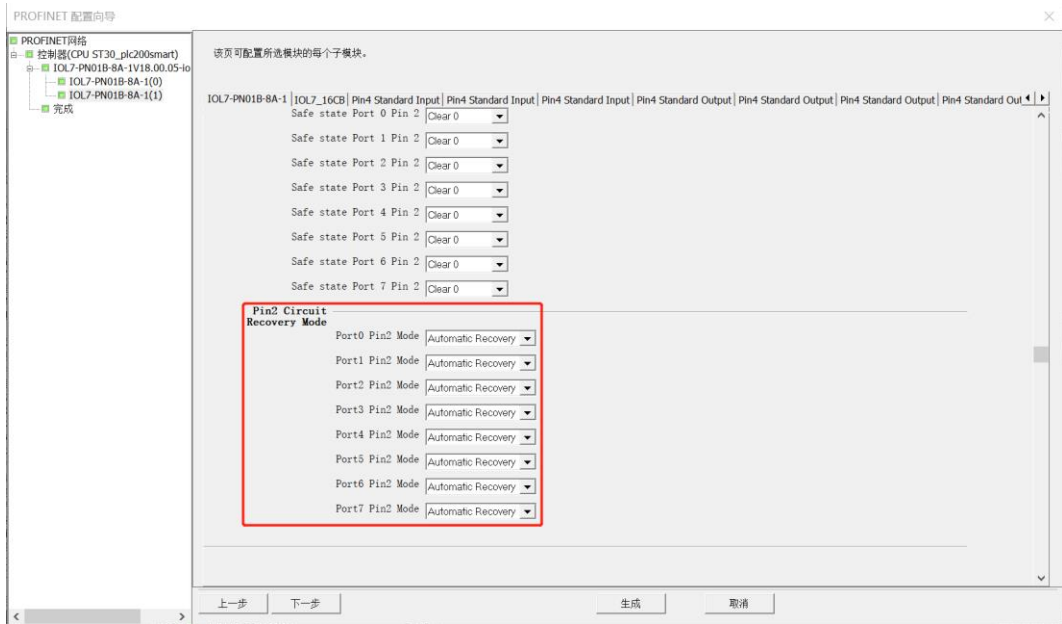 PROFINET 配置向导
PROFINET网络
控制器(CPU ST30_plc200smart)
IOL7-PN01B-8A-1V18.00.05-io
IOL7-PN01B-8A-1(0)
IOL7-PN01B-8A-1(1)
完成
该页可配置所选模块的每个子模块。
IOL7-PN01B-8A-1 IOL7_16CB Pin4 Standard Input Pin4 Standard Input Pin4 Standard Input Pin4 Standard Output Pin4 Standard Output Pin4 Standard Output Pin4 Standard Out
Safe state Port 0 Pin 2 Clear 0
Safe state Port 1 Pin 2 Clear 0
Safe state Port 2 Pin 2 Clear 0
Safe state Port 3 Pin 2 Clear 0
Safe state Port 4 Pin 2 Clear 0
Safe state Port 5 Pin 2 Clear 0
Safe state Port 6 Pin 2 Clear 0
Safe state Port 7 Pin 2 Clear 0
Pin2 Circuit
Recovery Mode
Port0 Pin2 Mode Automatic Recovery
Port1 Pin2 Mode Automatic Recovery
Port2 Pin2 Mode Automatic Recovery
Port3 Pin2 Mode Automatic Recovery
Port4 Pin2 Mode Automatic Recovery
Port5 Pin2 Mode Automatic Recovery
Port6 Pin2 Mode Automatic Recovery
Port7 Pin2 Mode Automatic Recovery
上一步 下一步 生成 取消